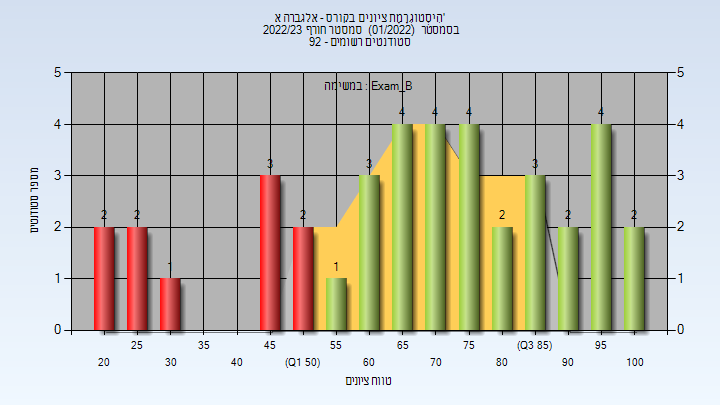 היסטוגרמת ציונים בקורס - אלגברה א'
בסמסטר (01/2022) סמסטר חורף 2022/23
סטודנטים רשומים - 92
במשימה : Exam_B
מספר סטודנטים
5 5
4 4
3 3
2 2
1 1
0 0
2 2 1 3 2 1 3 4 4 4 2 3 2 4 2
25 35 45 55 65 75 (Q3 85) 95
20 30 40 (Q1 50) 60 70 80 90 100
טווח ציונים